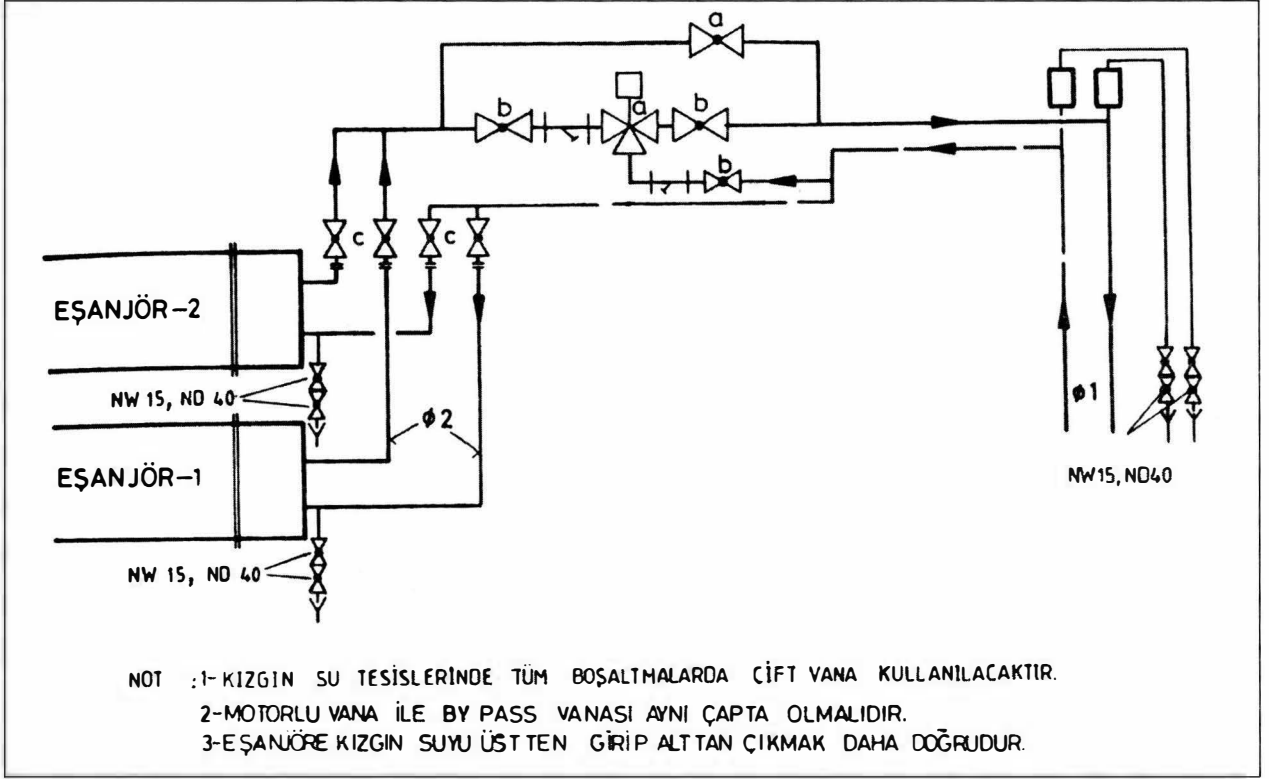 a
b
a
b
b
c
c
EŞANJÖR-2
NW 15, ND 40
ø2
ø1
EŞANJÖR-1
NW15, ND40
NW 15, ND 40
NOT :1-KIZGIN SU TESİSLERİNDE TÜM BOŞALTMALARDA ÇİFT VANA KULLANILACAKTIR.
2-MOTORLU VANA İLE BY PASS VANASI AYNI ÇAPTA OLMALIDIR.
3-EŞANJÖRE KIZGIN SUYU ÜSTTEN GİRİP ALTTAN ÇIKMAK DAHA DOĞRUDUR.